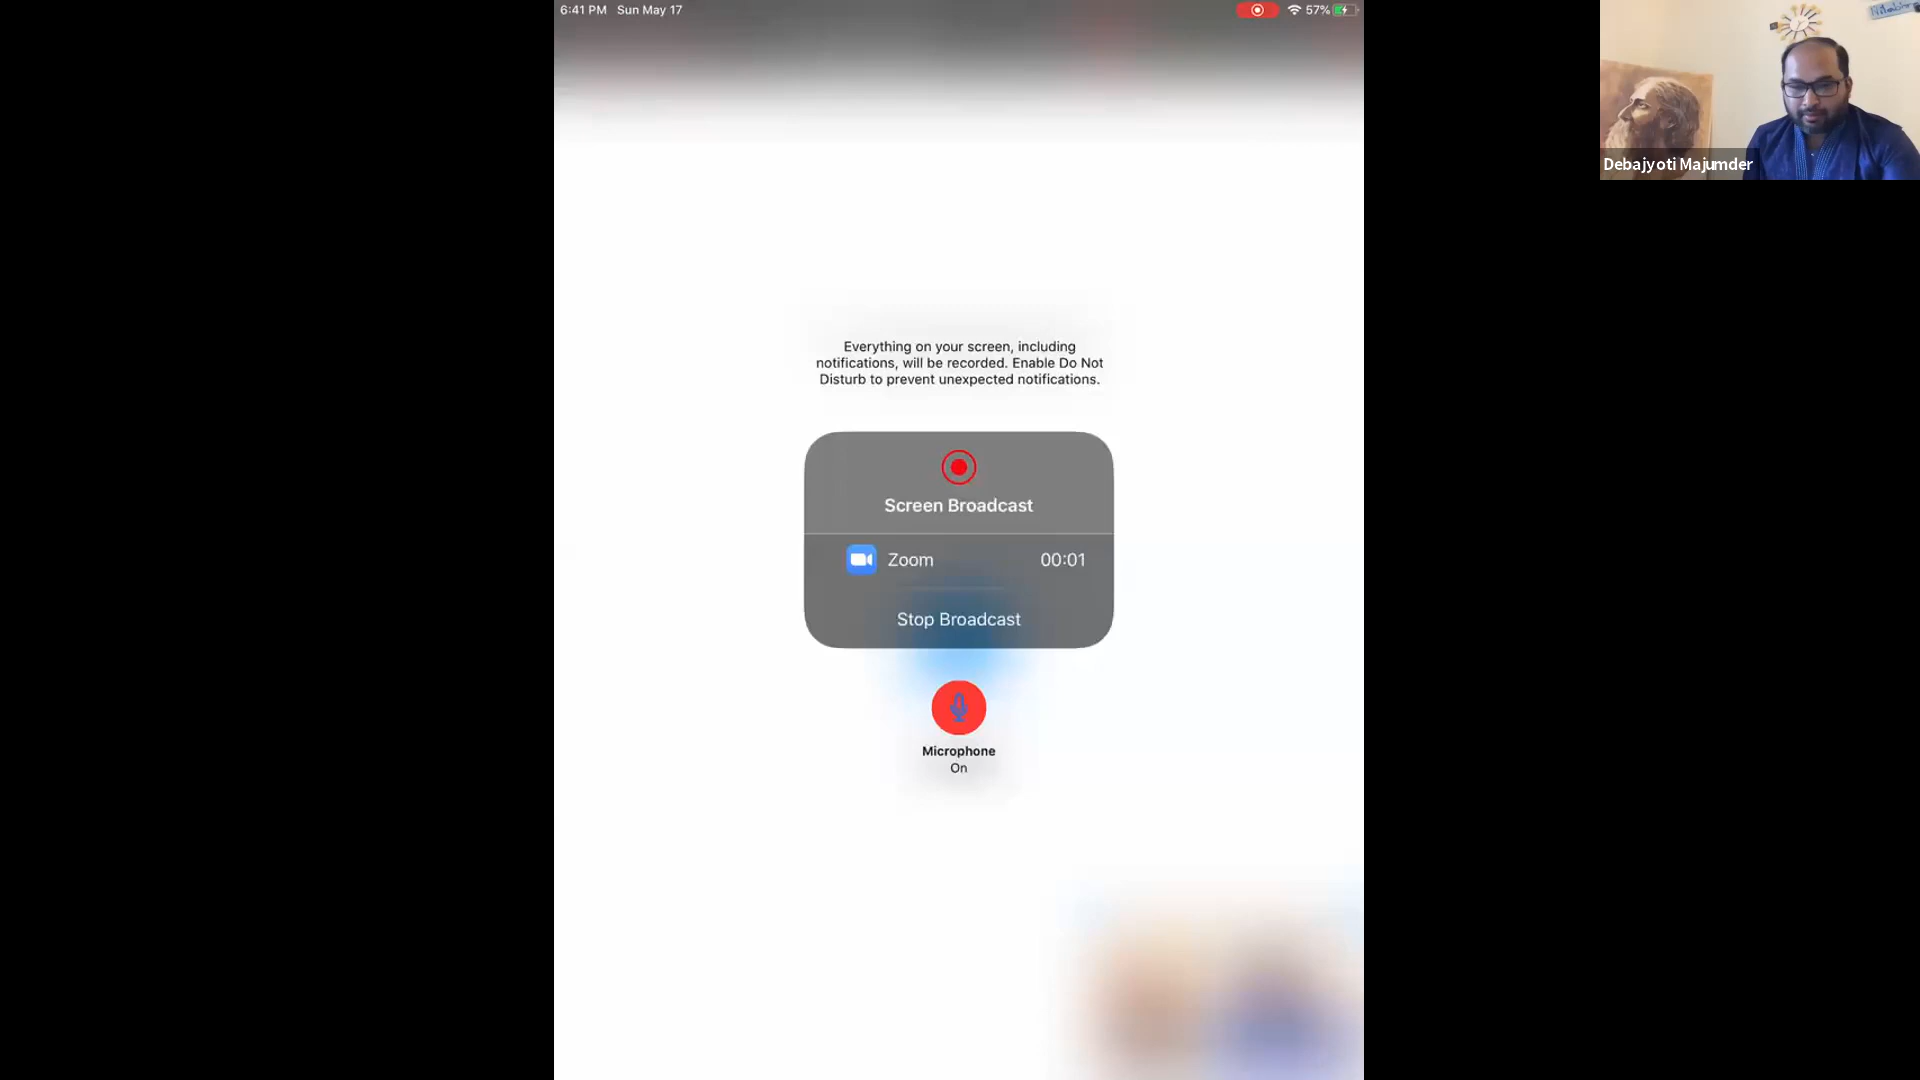 6:41 PM Sun May 17
57%
Debajyoti Majumder
Everything on your screen, including
notifications, will be recorded. Enable Do Not
Disturb to prevent unexpected notifications.
Screen Broadcast
Zoom 00:01
Stop Broadcast
Microphone
On